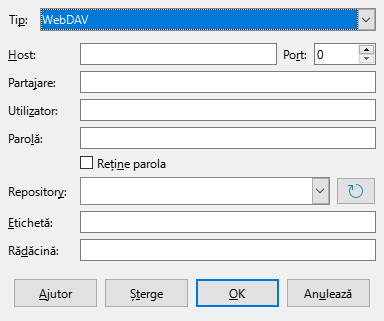 Tip: WebDAV
Host: Port: 0
Partajare:
Utilizator:
Parolă:
Reține parola
Repository:
Etichetă:
Rădăcină:
Ajutor Șterge OK Anulează